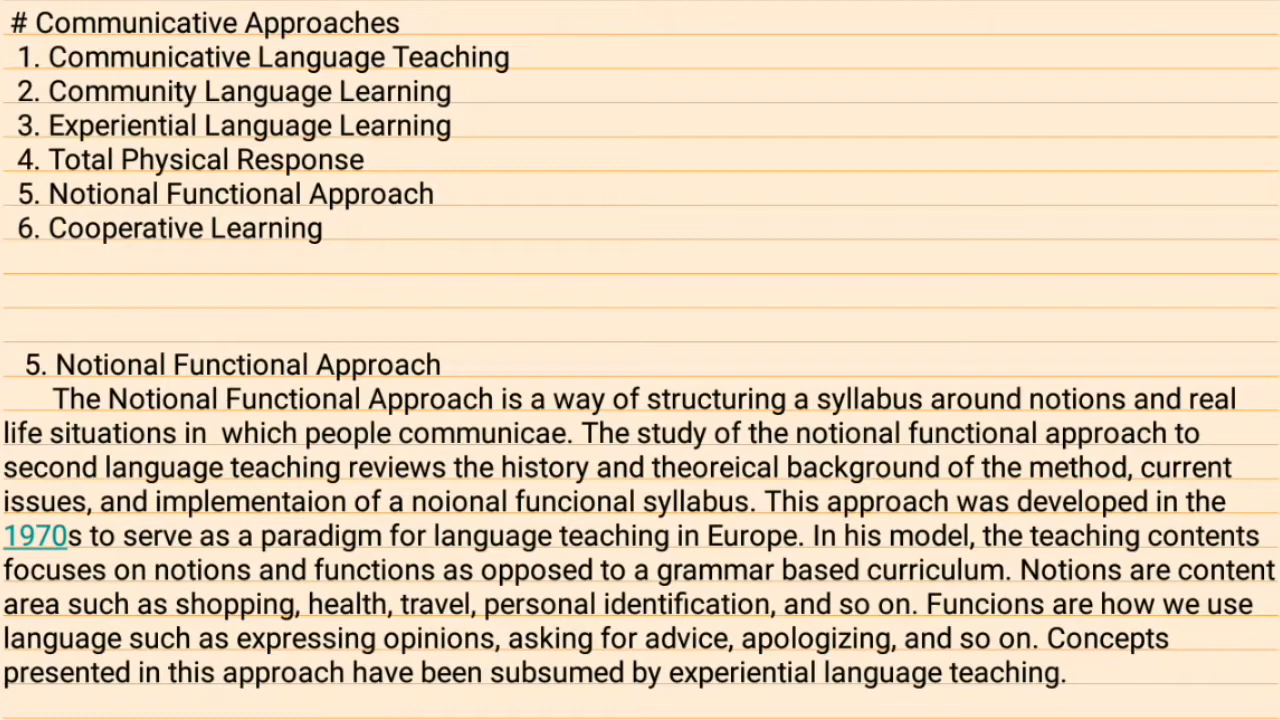 # Communicative Approaches
1. Communicative Language Teaching
2. Community Language Learning
3. Experiential Language Learning
4. Total Physical Response
5. Notional Functional Approach
6. Cooperative Learning
5. Notional Functional Approach
The Notional Functional Approach is a way of structuring a syllabus around notions and real
life situations in  which people communicae. The study of the notional functional approach to
second language teaching reviews the history and theoreical background of the method, current
issues, and implementaion of a noional funcional syllabus. This approach was developed in the
1970s to serve as a paradigm for language teaching in Europe. In his model, the teaching contents
focuses on notions and functions as opposed to a grammar based curriculum. Notions are content
area such as shopping, health, travel, personal identification, and so on. Funcions are how we use
language such as expressing opinions, asking for advice, apologizing, and so on. Concepts
presented in this approach have been subsumed by experiential language teaching.